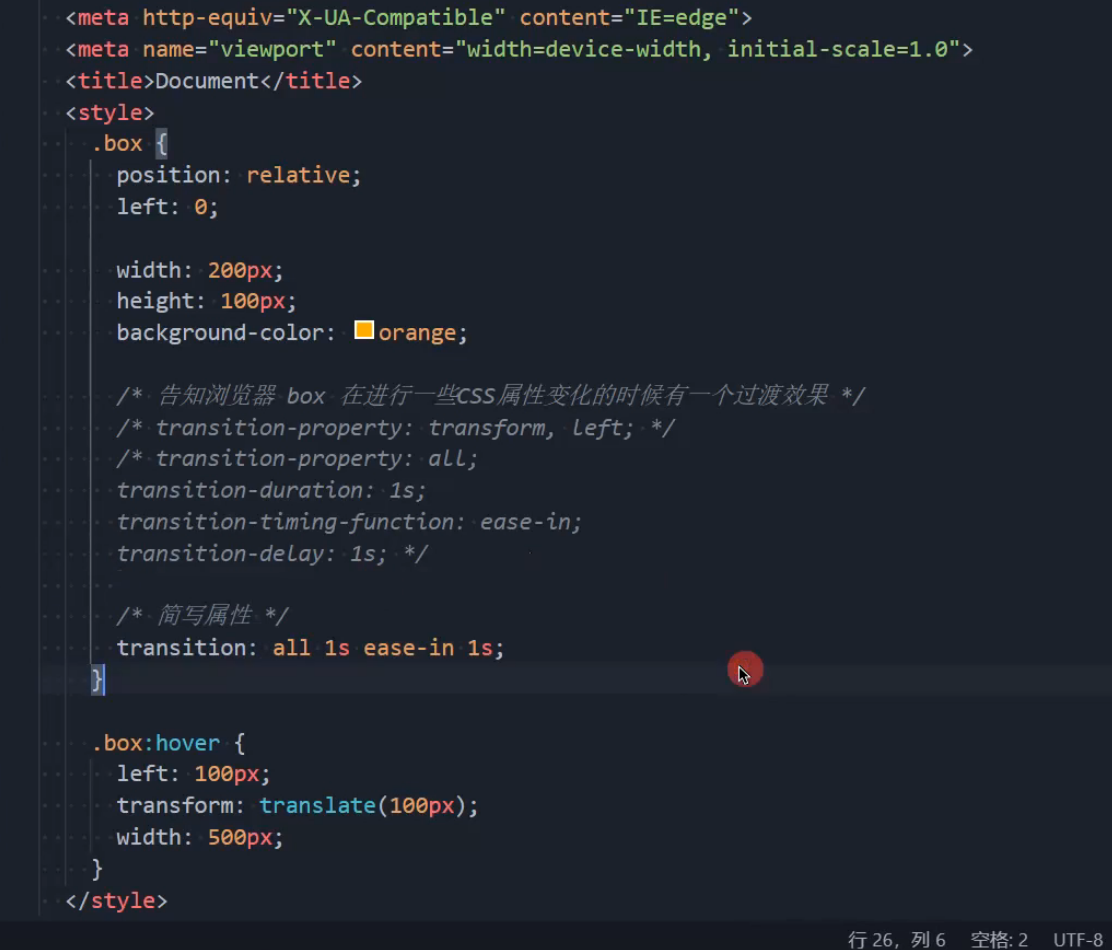 <meta http-equiv="X-UA-Compatible" content="IE=edge">
<meta name="viewport" content="width=device-width, initial-scale=1.0">
<title>Document</title>
<style>
.box {
position: relative;
left: 0;
width: 200px;
height: 100px;
background-color: orange;
/* 告知浏览器 box 在进行一些CSS属性变化的时候有一个过渡效果 */
/* transition-property: transform, left; */
/* transition-property: all;
transition-duration: 1s;
transition-timing-function: ease-in;
transition-delay: 1s; */
/* 简写属性 */
transition: all 1s ease-in 1s;
}
.box:hover {
left: 100px;
transform: translate(100px);
width: 500px;
}
</style>
行 26，列 6 空格: 2 UTF-8